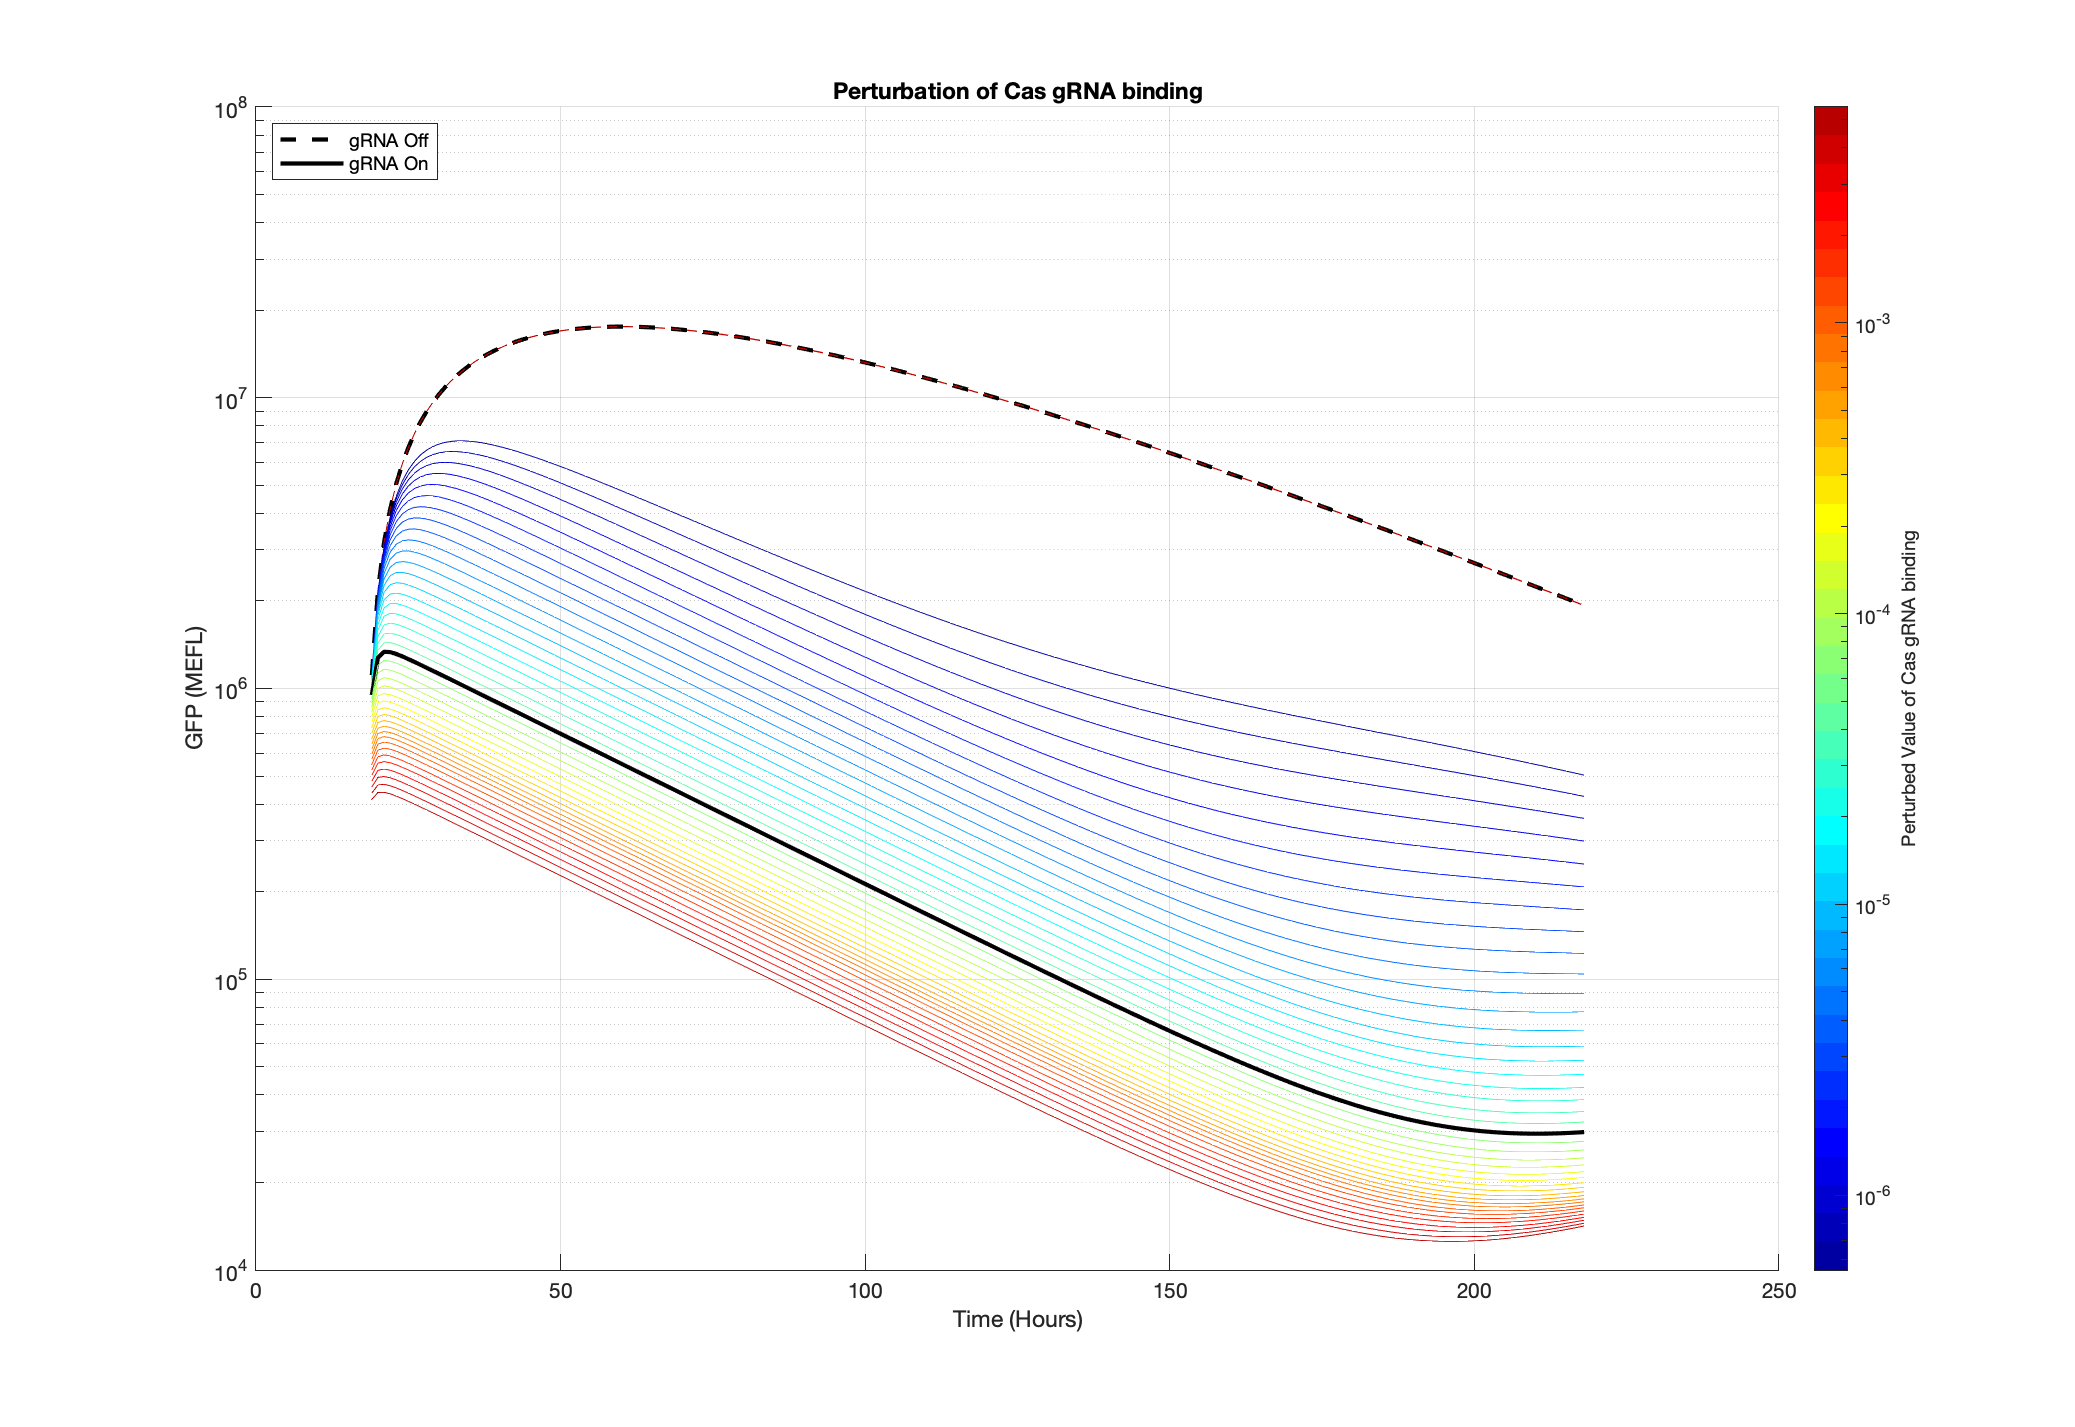 Perturbation of Cas gRNA binding
gRNA Off
gRNA On
10^8
10^7
10^6
10^5
10^4
GFP (MEFL)
0 50 100 150 200 250
Time (Hours)
10^-3
10^-4
10^-5
10^-6
Perturbed Value of Cas gRNA binding